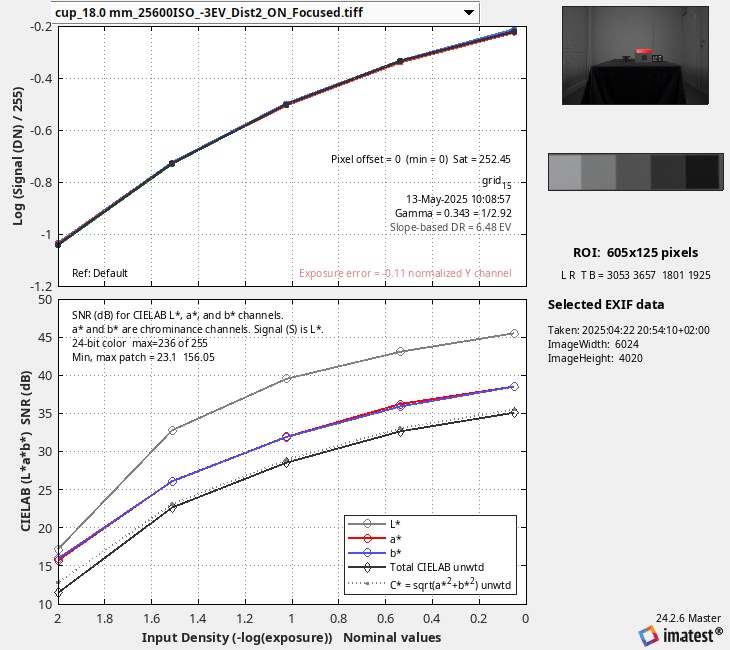 cup_18.0 mm_25600ISO_-3EV_Dist2_ON_Focused.tiff
-0.2
-0.4
-0.6
-0.8
-1
-1.2
Log (Signal (DN) / 255)
Pixel offset = 0 (min = 0) Sat = 252.45
grid15
13-May-2025 10:08:57
Gamma = 0.343 = 1/2.92
Slope-based DR = 6.48 EV
Ref: Default
Exposure error = -0.11 normalized Y channel
50
45
40
35
30
25
20
15
10
CIELAB (L*a*b*) SNR (dB)
SNR (dB) for CIELAB L*, a*, and b* channels.
a* and b* are chrominance channels. Signal (S) is L*.
24-bit color max=236 of 255
Min, max patch = 23.1 156.05
L*
a*
b*
Total CIELAB unwtd
C* = sqrt(a*2+b*2) unwtd
2 1.8 1.6 1.4 1.2 1 0.8 0.6 0.4 0.2 0
Input Density (-log(exposure)) Nominal values
ROI: 605x125 pixels
L R T B = 3053 3657 1801 1925
Selected EXIF data
Taken: 2025:04:22 20:54:10+02:00
ImageWidth: 6024
ImageHeight: 4020
24.2.6 Master
imatest®